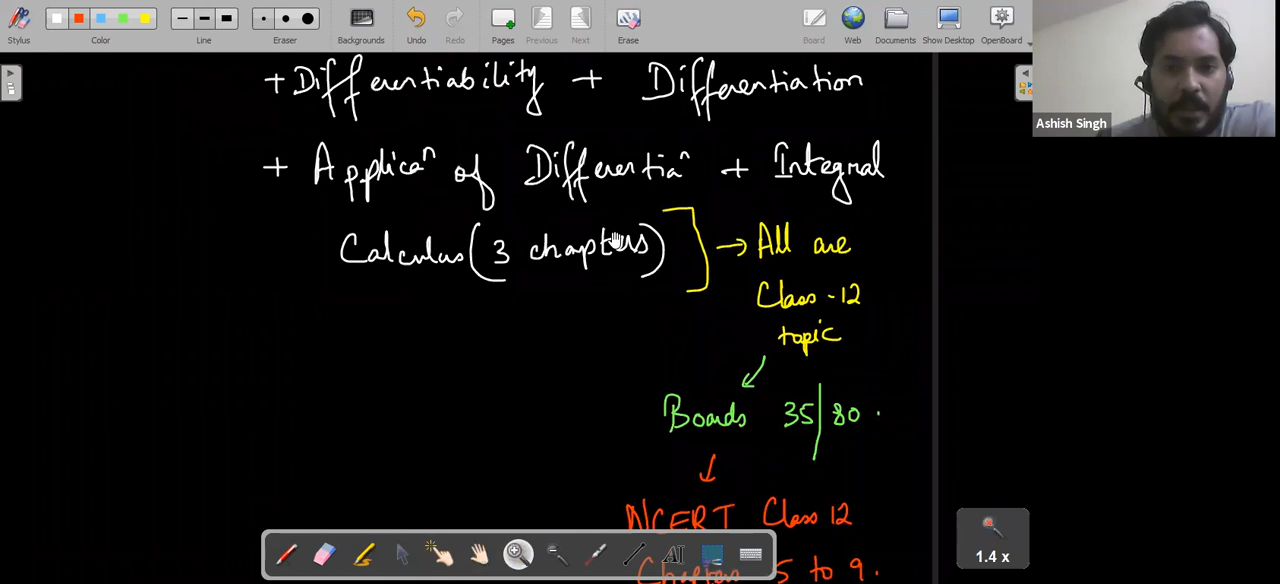 Stylus Color Line Eraser Backgrounds Undo Redo Pages Previous Next Erase Board Web Documents Show Desktop OpenBoard
+ Differentiability + Differentiation
Ashish Singh
+ Applicaⁿ of Differentiaⁿ + Integral
Calculus (3 chapters) → All are
Class-12
topic
Boards 35|80.
↓
NCERT Class 12
Chapters 5 to 9.
AI
1.4 x